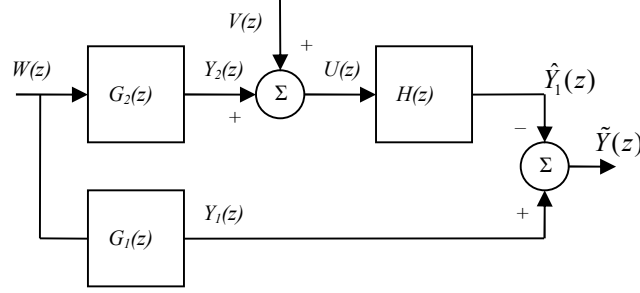 V(z)
+
W(z)
G₂(z)
Y₂(z)
+
Σ
U(z)
H(z)
Ŷ₁(z)
−
Σ
Ỹ(z)
+
G₁(z)
Y₁(z)